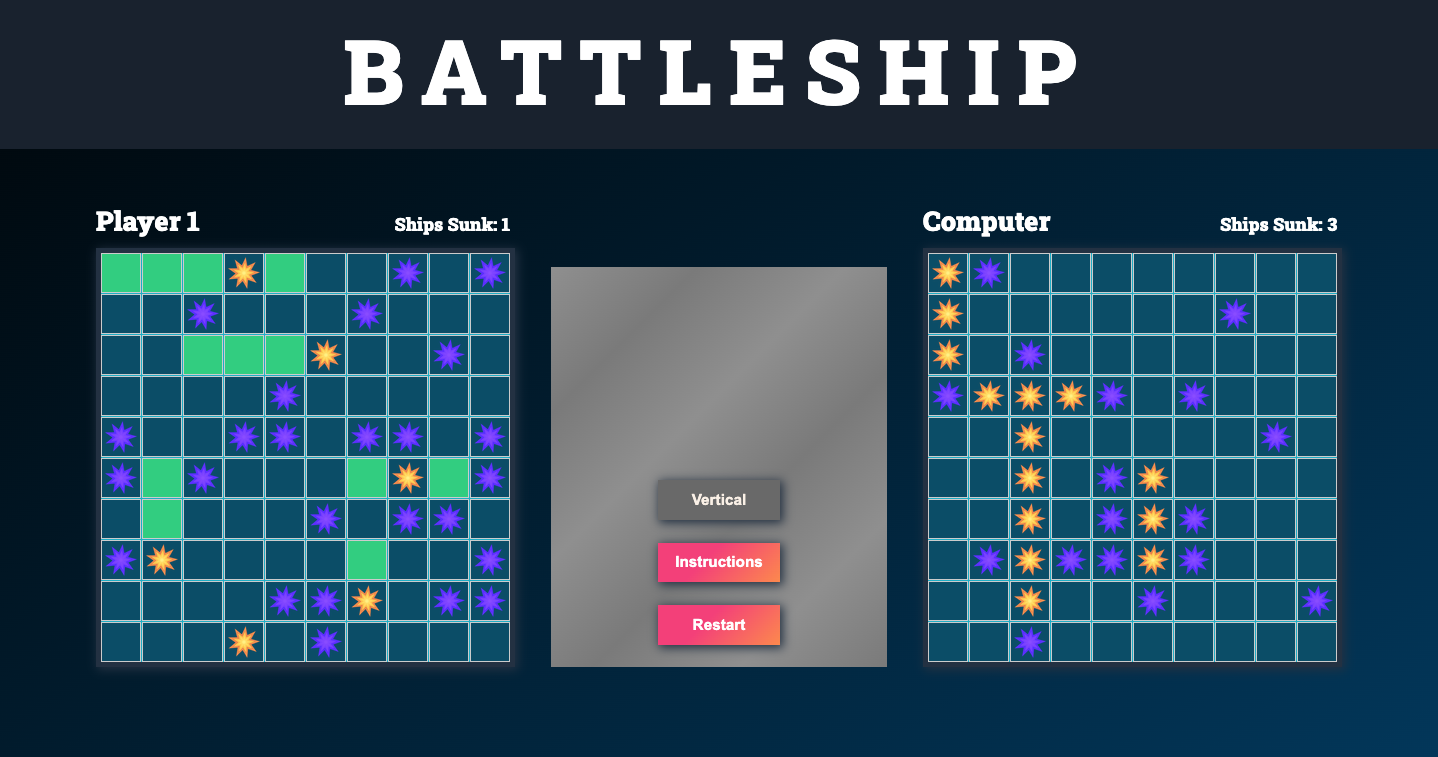 BATTLESHIP
Player 1
Ships Sunk: 1
Computer
Ships Sunk: 3
Vertical
Instructions
Restart